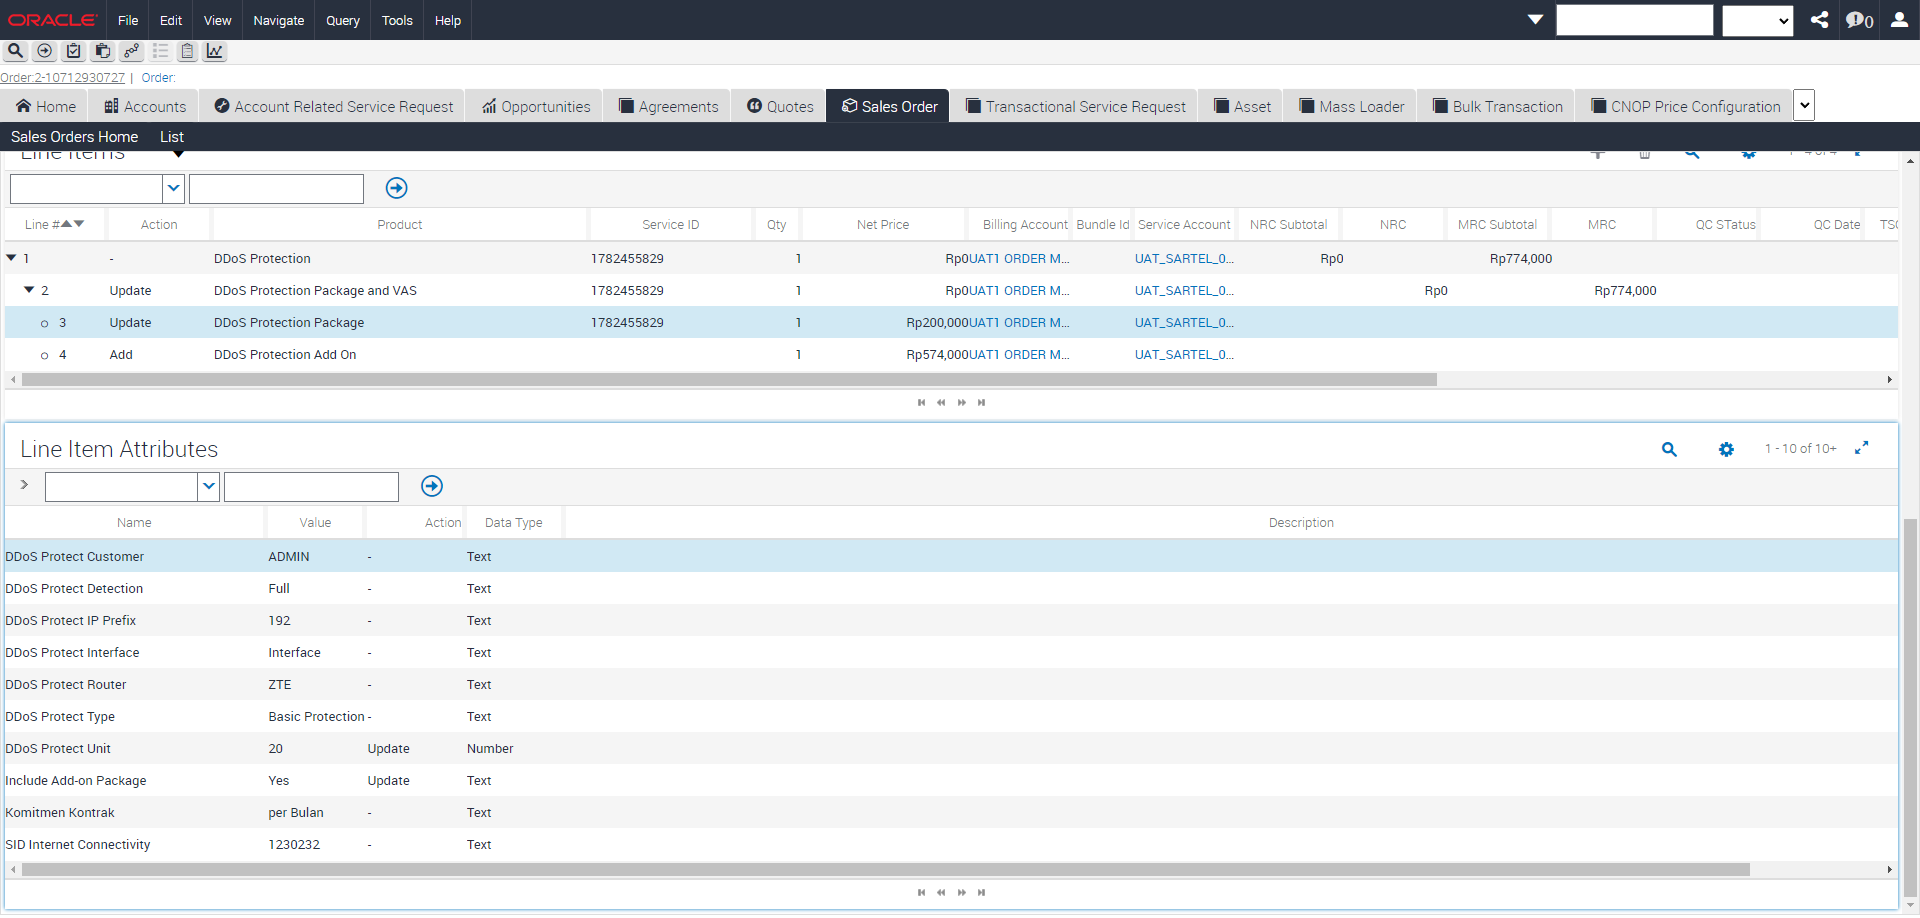 ORACLE File Edit View Navigate Query Tools Help 0
Order:2-10712930727 | Order:
Home Accounts Account Related Service Request Opportunities Agreements Quotes Sales Order Transactional Service Request Asset Mass Loader Bulk Transaction CNOP Price Configuration
Sales Orders Home List
Line Items 1 - 4 of 4
Line # Action Product Service ID Qty Net Price Billing Account Bundle Id Service Account NRC Subtotal NRC MRC Subtotal MRC QC STatus QC Date TSC
1 - DDoS Protection 1782455829 1 Rp0 UAT1 ORDER M... UAT_SARTEL_0... Rp0 Rp774,000
2 Update DDoS Protection Package and VAS 1782455829 1 Rp0 UAT1 ORDER M... UAT_SARTEL_0... Rp0 Rp774,000
3 Update DDoS Protection Package 1782455829 1 Rp200,000 UAT1 ORDER M... UAT_SARTEL_0...
4 Add DDoS Protection Add On 1 Rp574,000 UAT1 ORDER M... UAT_SARTEL_0...
Line Item Attributes 1 - 10 of 10+
Name Value Action Data Type Description
DDoS Protect Customer ADMIN - Text
DDoS Protect Detection Full - Text
DDoS Protect IP Prefix 192 - Text
DDoS Protect Interface Interface - Text
DDoS Protect Router ZTE - Text
DDoS Protect Type Basic Protection - Text
DDoS Protect Unit 20 Update Number
Include Add-on Package Yes Update Text
Komitmen Kontrak per Bulan - Text
SID Internet Connectivity 1230232 - Text